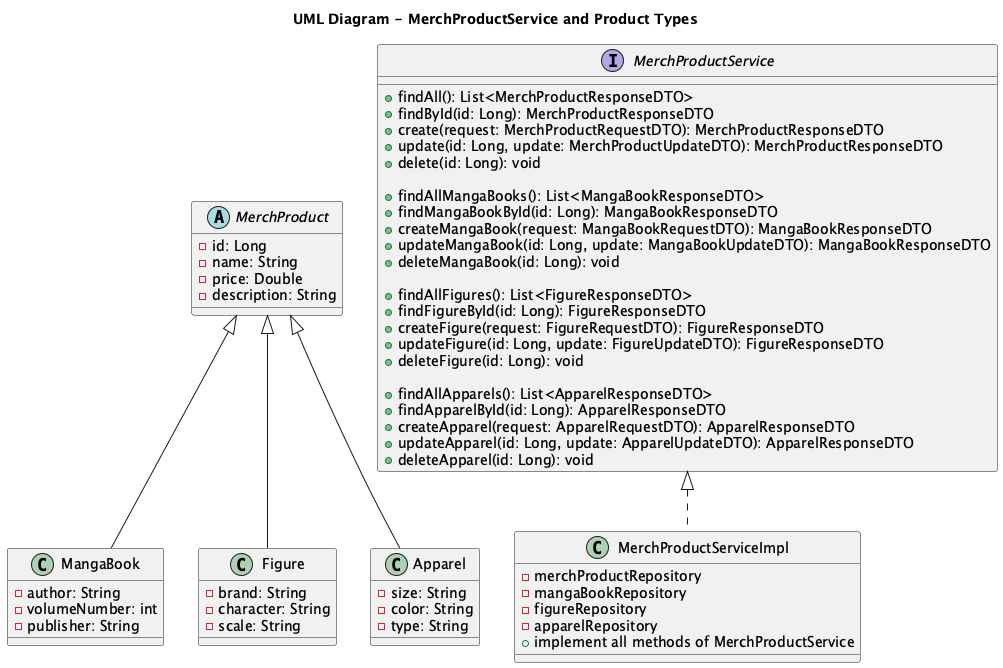 UML Diagram - MerchProductService and Product Types
I MerchProductService
findAll(): List<MerchProductResponseDTO>
findById(id: Long): MerchProductResponseDTO
create(request: MerchProductRequestDTO): MerchProductResponseDTO
update(id: Long, update: MerchProductUpdateDTO): MerchProductResponseDTO
delete(id: Long): void
findAllMangaBooks(): List<MangaBookResponseDTO>
findMangaBookById(id: Long): MangaBookResponseDTO
createMangaBook(request: MangaBookRequestDTO): MangaBookResponseDTO
updateMangaBook(id: Long, update: MangaBookUpdateDTO): MangaBookResponseDTO
deleteMangaBook(id: Long): void
findAllFigures(): List<FigureResponseDTO>
findFigureById(id: Long): FigureResponseDTO
createFigure(request: FigureRequestDTO): FigureResponseDTO
updateFigure(id: Long, update: FigureUpdateDTO): FigureResponseDTO
deleteFigure(id: Long): void
findAllApparels(): List<ApparelResponseDTO>
findApparelById(id: Long): ApparelResponseDTO
createApparel(request: ApparelRequestDTO): ApparelResponseDTO
updateApparel(id: Long, update: ApparelUpdateDTO): ApparelResponseDTO
deleteApparel(id: Long): void
A MerchProduct
id: Long
name: String
price: Double
description: String
C MangaBook
author: String
volumeNumber: int
publisher: String
C Figure
brand: String
character: String
scale: String
C Apparel
size: String
color: String
type: String
C MerchProductServiceImpl
merchProductRepository
mangaBookRepository
figureRepository
apparelRepository
implement all methods of MerchProductService